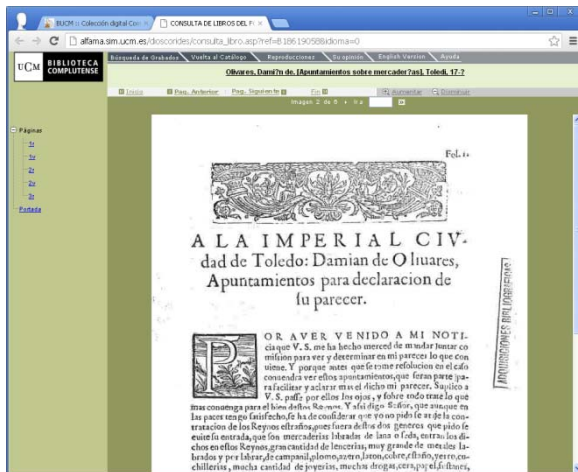 BUCM :: Colección digital Com
CONSULTA DE LIBROS DEL F
alfama.sim.ucm.es/dioscorides/consulta_libro.asp?ref=B18619058&idioma=0
UCM
BIBLIOTECA
COMPLUTENSE
Búsqueda de Grabados
Vuelta al Catálogo
Reproducciones
Su opinión
English Version
Ayuda
Olivares, Dami?n de, [Apuntamientos sobre mercader?as]. Toledi, 17-?
Inicio
Pag. Anterior
Pag. Siguiente
Fin
Aumentar
Disminuir
Imagen 2 de 6
Ir a
Páginas
1r
1v
2r
2v
3r
Portada
Fol. 1.
A LA IMPERIAL CIV-
dad de Toledo: Damian de Oliuares,
Apuntamientos para declaracion de
ſu parecer.
POR AVER VENIDO A MI NOTI-
cia que V. S. me ha hecho merced de mandar juntar co
miſsion para ver y determinar en mi parecer lo que con
uiene. Y porque antes que ſe tome reſolucion en el caſo
conuendra ver eſtos apuntamientos, que ſeran parte pa-
ra facilitar y aclarar mas el dicho mi parecer. Suplico a
V. S. paſſe por ellos los ojos, y ſobre todo trate lo que
mas conuenga para el bien deſtos Reynos. Y aſsi digo Señor, que aunque en
las pazes tengo ſatisfecho, ſe ha de conſiderar que yo no pido ſe aleje la con-
tratacion de los Reynos eſtraños, pues fuera deſtos dos generos que pido ſe
euite ſu entrada, que ſon mercaderias labradas de lana o ſeda, entran los di-
chos en eſtos Reynos, gran cantidad de lencerias, muy grande de metales la-
brados y por labrar, de campanil, plomo, azero, laton, cobre, eſtaño, yerro, cu-
chillerias, mucha cantidad de joyerias, muchas drogas, cera, papel,
ADQUISICIONES BIBLIOGRAFICAS